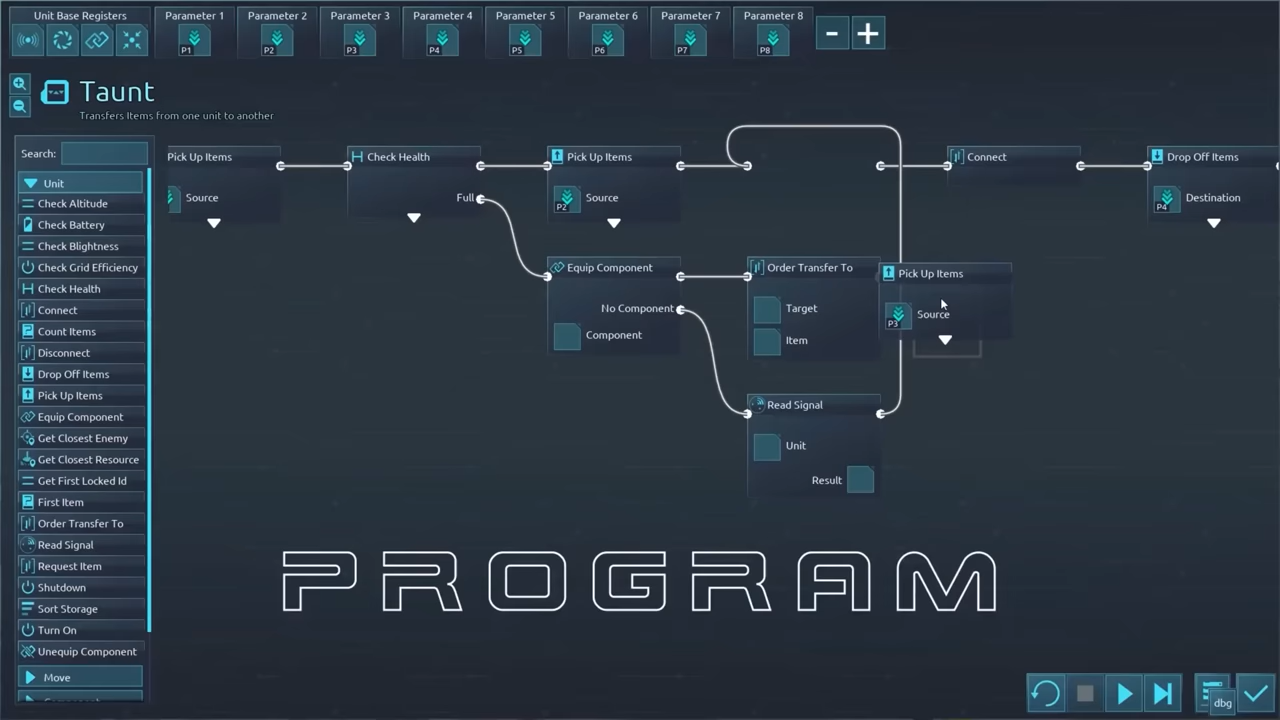 Unit Base Registers
Parameter 1
Parameter 2
Parameter 3
Parameter 4
Parameter 5
Parameter 6
Parameter 7
Parameter 8
P1
P2
P3
P4
P5
P6
P7
P8
- +
Taunt
Transfers Items from one unit to another
Search:
Unit
Check Altitude
Check Battery
Check Blightness
Check Grid Efficiency
Check Health
Connect
Count Items
Disconnect
Drop Off Items
Pick Up Items
Equip Component
Get Closest Enemy
Get Closest Resource
Get First Locked Id
First Item
Order Transfer To
Read Signal
Request Item
Shutdown
Sort Storage
Turn On
Unequip Component
Move
Pick Up Items
Source
Check Health
Full
Pick Up Items
P2
Source
Connect
Drop Off Items
P4
Destination
Equip Component
No Component
Component
Order Transfer To
Target
Item
Pick Up Items
P3
Source
Read Signal
Unit
Result
PROGRAM
dbg